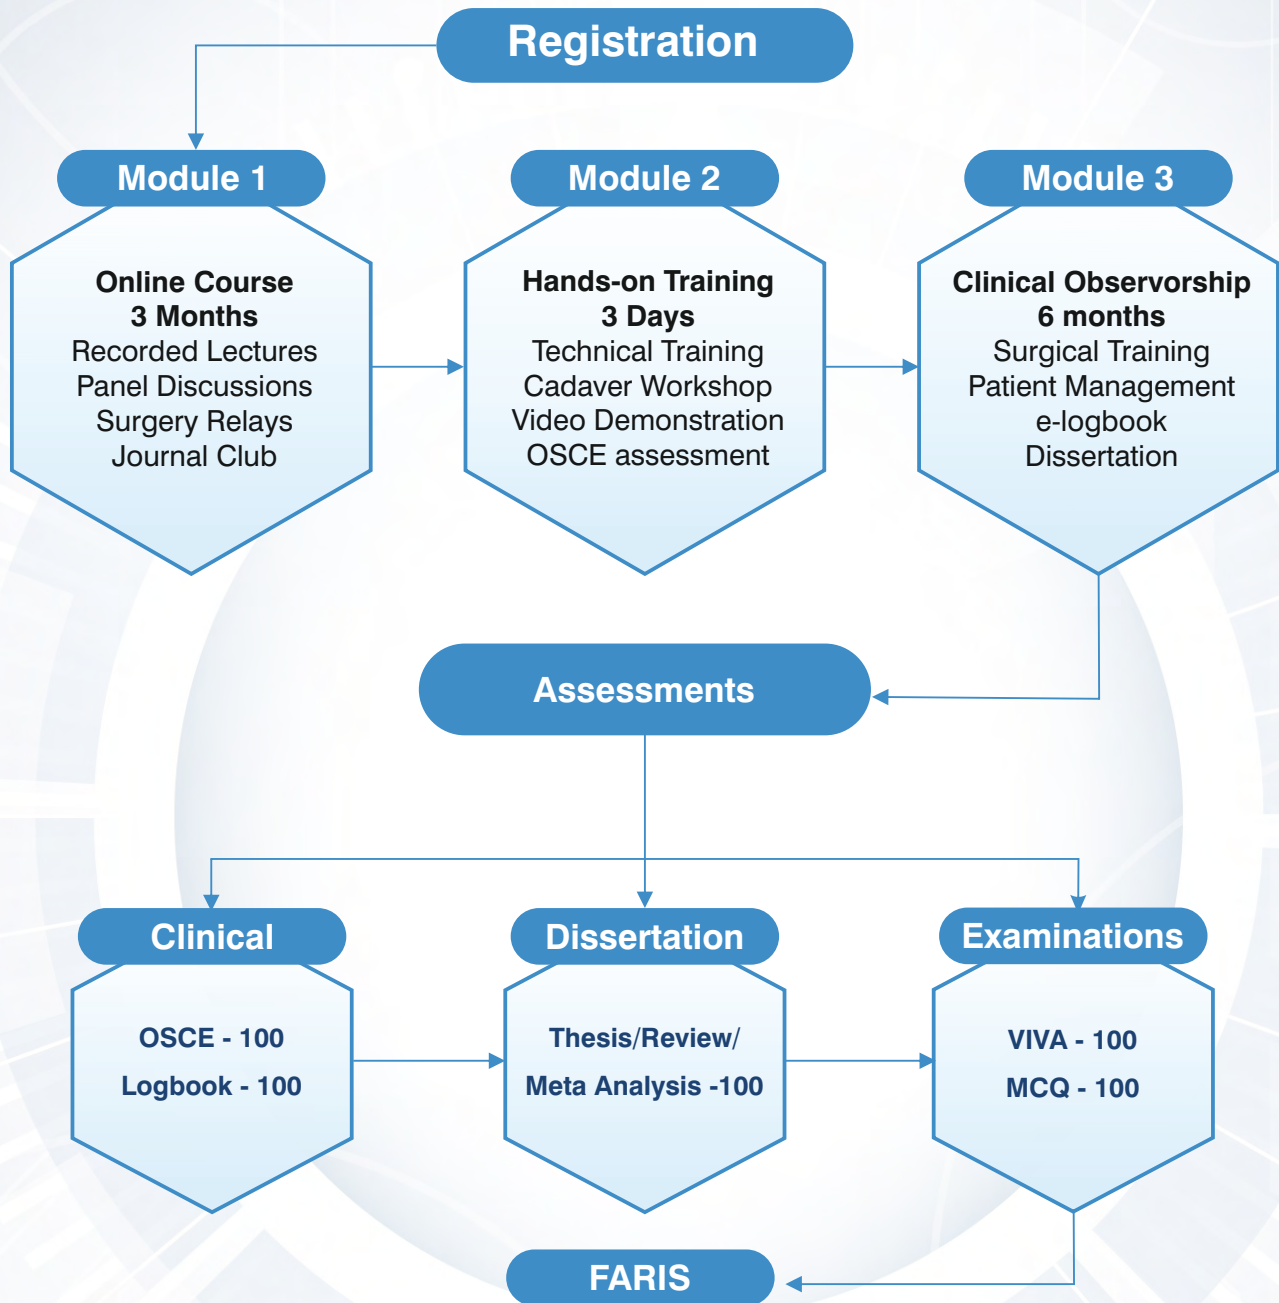 Registration
Module 1
Online Course
3 Months
Recorded Lectures
Panel Discussions
Surgery Relays
Journal Club
Module 2
Hands-on Training
3 Days
Technical Training
Cadaver Workshop
Video Demonstration
OSCE assessment
Module 3
Clinical Observorship
6 months
Surgical Training
Patient Management
e-logbook
Dissertation
Assessments
Clinical
OSCE - 100
Logbook - 100
Dissertation
Thesis/Review/
Meta Analysis -100
Examinations
VIVA - 100
MCQ - 100
FARIS